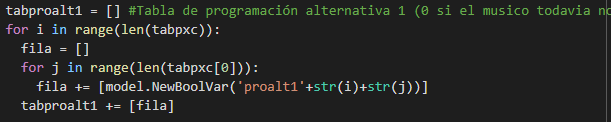 tabproalt1 = [] #Tabla de programación alternativa 1 (0 si el musico todavia no
for i in range(len(tabpxc)):
  fila = []
  for j in range(len(tabpxc[0])):
    fila += [model.NewBoolVar('proalt1'+str(i)+str(j))]
  tabproalt1 += [fila]